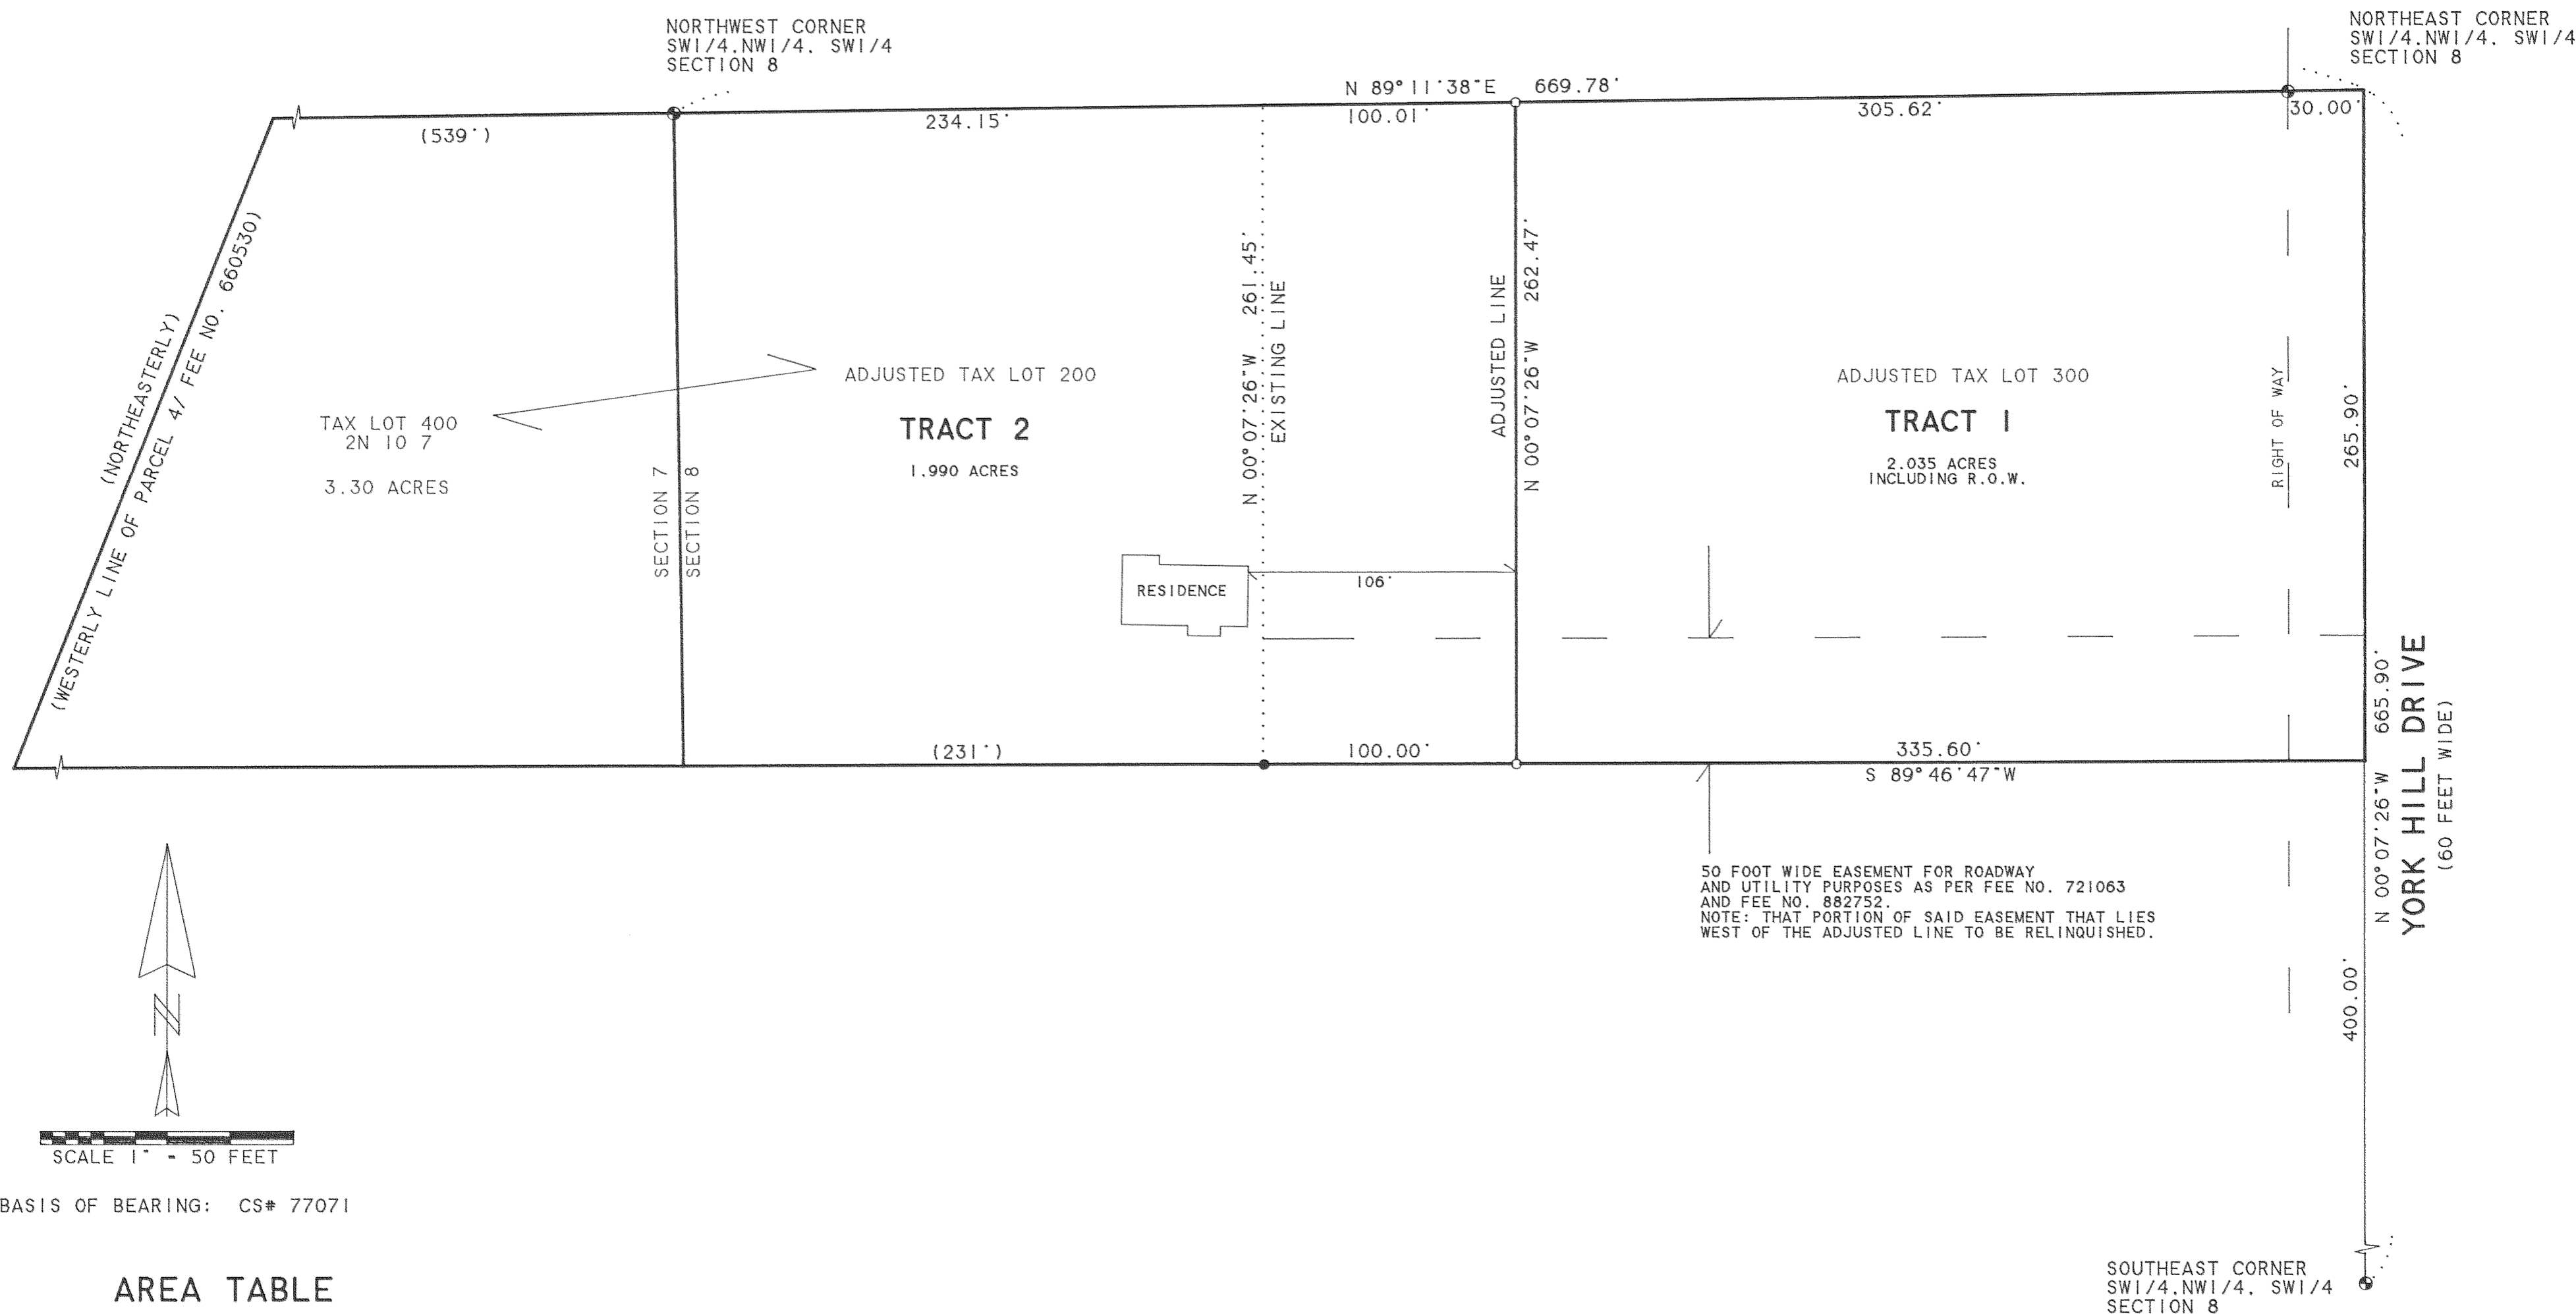 NORTHWEST CORNER
SW1/4,NW1/4, SW1/4
SECTION 8
NORTHEAST CORNER
SW1/4,NW1/4, SW1/4
SECTION 8
N 89°11'38"E 669.78'
(539')
234.15'
100.01'
305.62'
30.00'
(NORTHEASTERLY)
(WESTERLY LINE OF PARCEL 4/ FEE NO. 660530)
TAX LOT 400
2N 10 7
3.30 ACRES
SECTION 7
SECTION 8
ADJUSTED TAX LOT 200
TRACT 2
1.990 ACRES
N 00°07'26"W 261.45'
EXISTING LINE
ADJUSTED LINE
N 00°07'26"W 262.47'
ADJUSTED TAX LOT 300
TRACT 1
2.035 ACRES
INCLUDING R.O.W.
RIGHT OF WAY
265.90'
RESIDENCE
106'
(231')
100.00'
335.60'
S 89°46'47"W
N 00°07'26"W 665.90'
YORK HILL DRIVE
(60 FEET WIDE)
50 FOOT WIDE EASEMENT FOR ROADWAY
AND UTILITY PURPOSES AS PER FEE NO. 721063
AND FEE NO. 882752.
NOTE: THAT PORTION OF SAID EASEMENT THAT LIES
WEST OF THE ADJUSTED LINE TO BE RELINQUISHED.
400.00'
N
SCALE 1" - 50 FEET
BASIS OF BEARING: CS# 77071
AREA TABLE
SOUTHEAST CORNER
SW1/4,NW1/4, SW1/4
SECTION 8